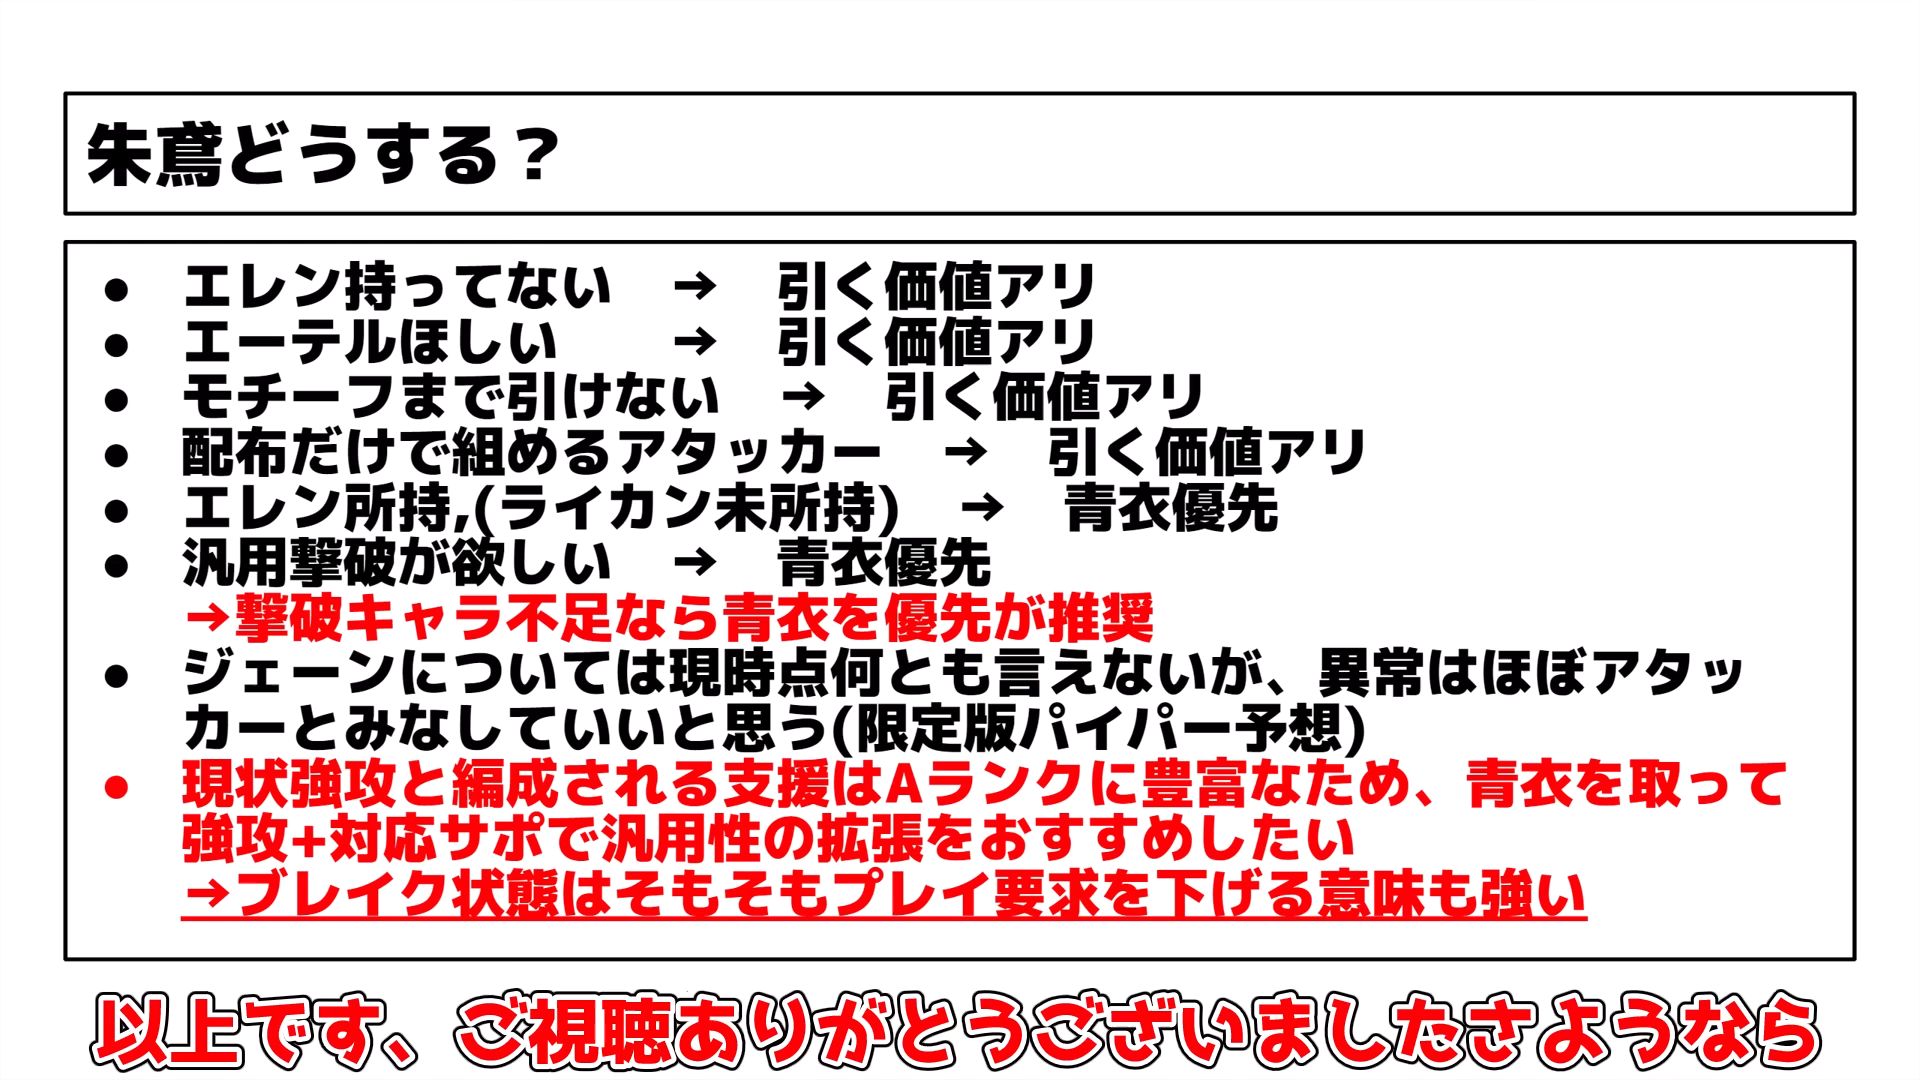 朱鳶どうする？
● エレン持ってない　→　引く価値アリ
● エーテルほしい　　→　引く価値アリ
● モチーフまで引けない　→　引く価値アリ
● 配布だけで組めるアタッカー　→　引く価値アリ
● エレン所持,(ライカン未所持)　→　青衣優先
● 汎用撃破が欲しい　→　青衣優先
→撃破キャラ不足なら青衣を優先が推奨
● ジェーンについては現時点何とも言えないが、異常はほぼアタッ
カーとみなしていいと思う(限定版パイパー予想)
● 現状強攻と編成される支援はAランクに豊富なため、青衣を取って
強攻+対応サポで汎用性の拡張をおすすめしたい
→ブレイク状態はそもそもプレイ要求を下げる意味も強い
以上です、ご視聴ありがとうございましたさようなら